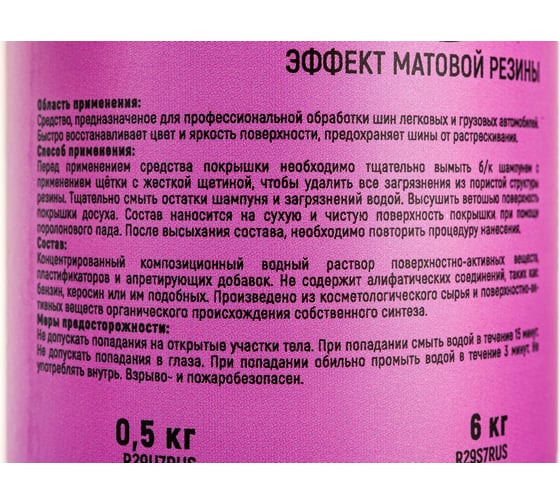 ЭФФЕКТ МАТОВОЙ РЕЗИНЫ
Область применения:
Средство, предназначеное для профессиональной обработки шин легковых и грузовых автомобилей.
Быстро восстанавливает цвет и яркость поверхности, предохраняет шины от растрескивания.
Способ применения:
Перед применением средства покрышки необходимо тщательно вымыть б/к шампунем с
применением щётки с жесткой щетиной, чтобы удалить все загрязнения из пористой структуры
резины. Тщательно смыть остатки шампуня и загрязнений водой. Высушить ветошью поверхность
покрышки досуха. Состав наносится на сухую и чистую поверхность покрышки при помощи
поролонового пада. После высыхания состава, необходимо повторить процедуру нанесения.
Состав:
Концентрированный композиционный водный раствор поверхностно-активных веществ,
пластификаторов и апретирующих добавок. Не содержит алифатических соединений, таких как:
бензин, керосин или им подобных. Произведено из косметологического сырья и поверхностно-ак-
тивных веществ органического происхождения собственного синтеза.
Меры предосторожности:
Не допускать попадания на открытые участки тела. При попадании смыть водой в течение 15 минут.
Не допускать попадания в глаза. При попадании обильно промыть водой в течение 3 минут. Не
употреблять внутрь. Взрыво- и пожаробезопасен.
0,5 кг 6 кг
R29U7RUS R29S7RUS